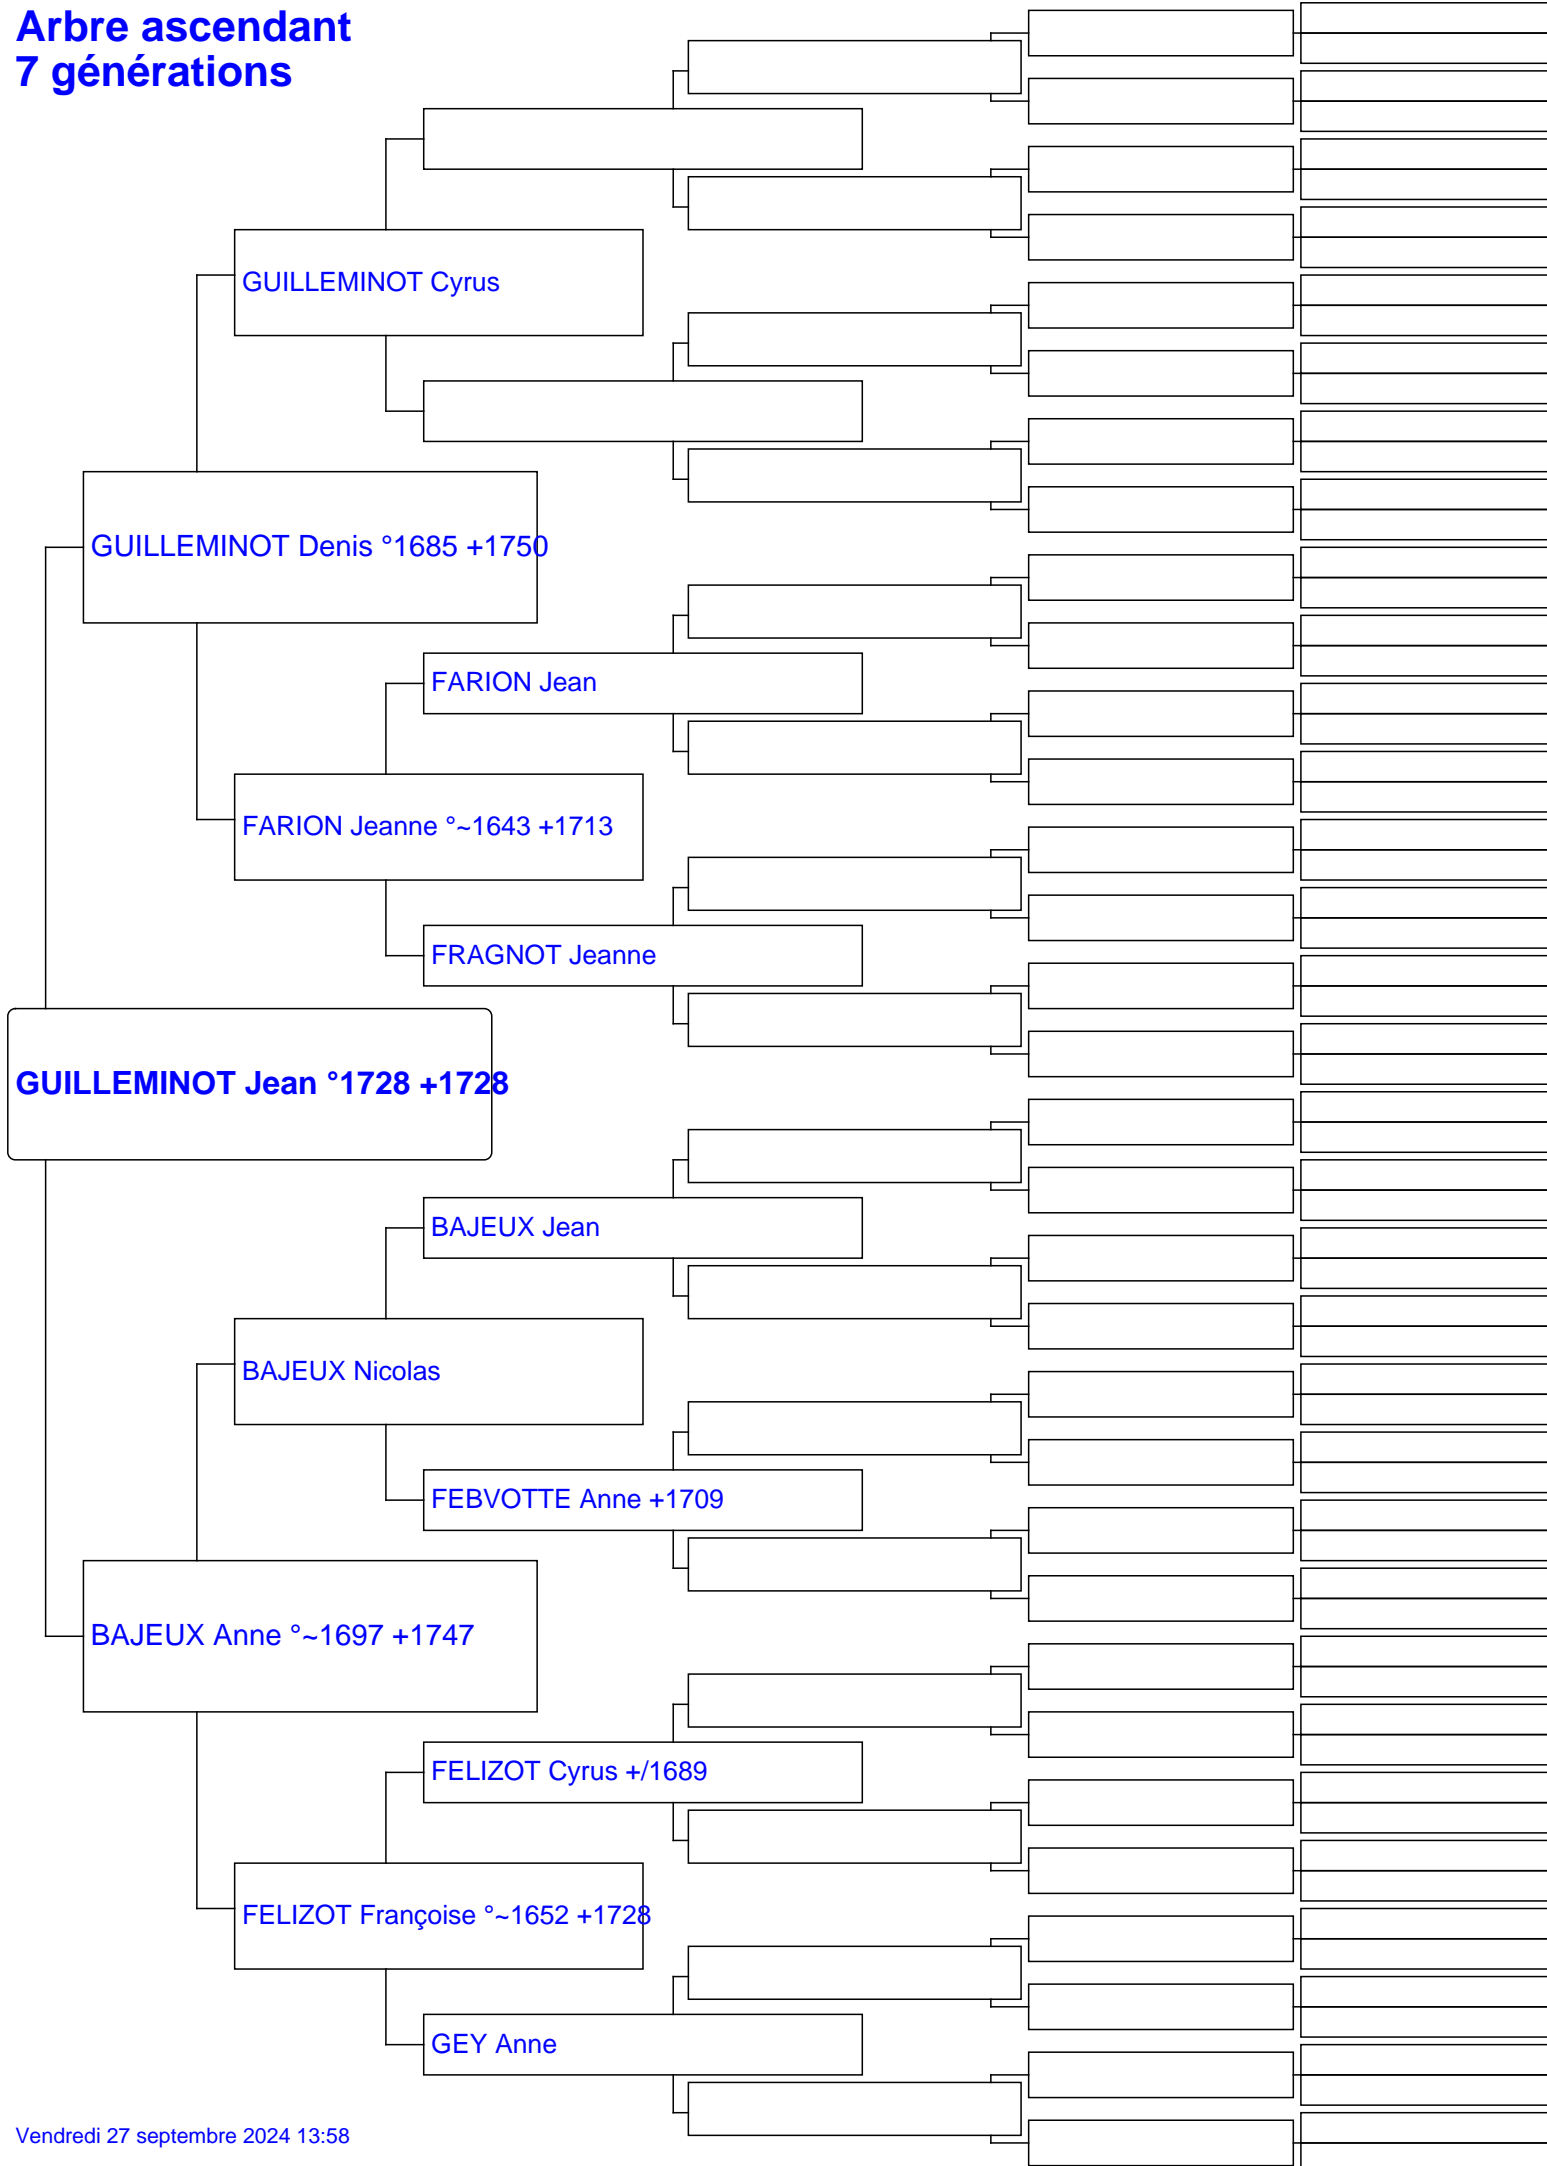 Arbre ascendant
7 générations
GUILLEMINOT Cyrus
GUILLEMINOT Denis °1685 +1750
FARION Jean
FARION Jeanne °~1643 +1713
FRAGNOT Jeanne
GUILLEMINOT Jean °1728 +1728
BAJEUX Jean
BAJEUX Nicolas
FEBVOTTE Anne +1709
BAJEUX Anne °~1697 +1747
FELIZOT Cyrus +/1689
FELIZOT Françoise °~1652 +1728
GEY Anne
Vendredi 27 septembre 2024 13:58